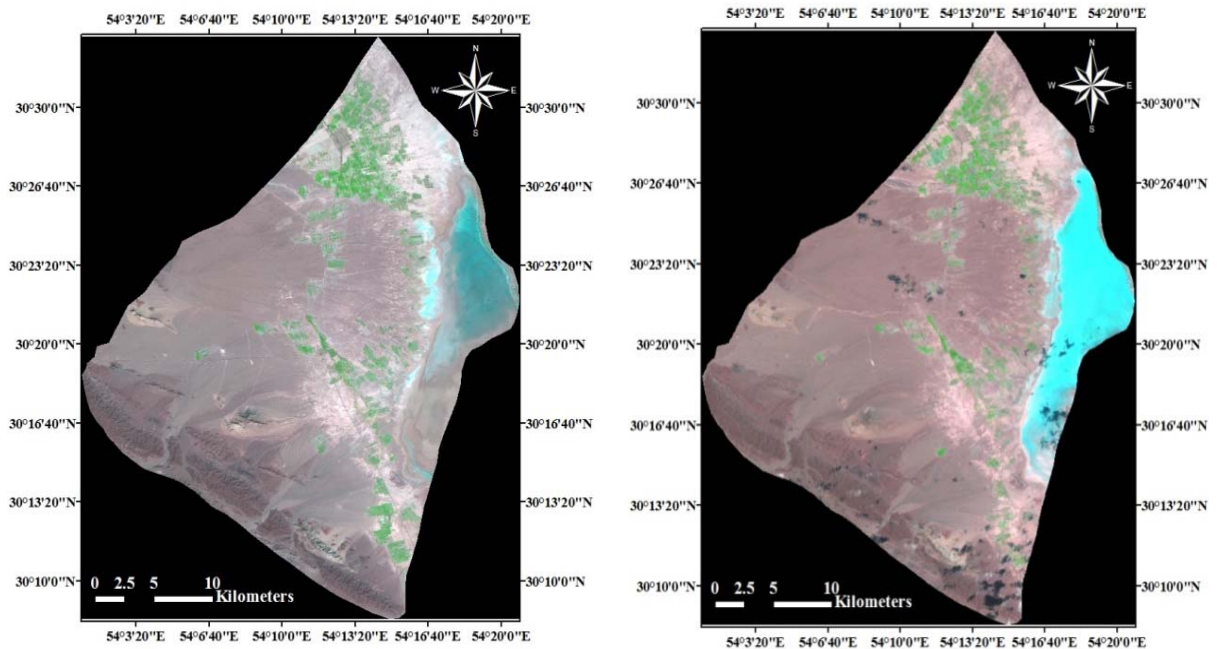 54°3'20"E 54°6'40"E 54°10'0"E 54°13'20"E 54°16'40"E 54°20'0"E
N
W E
S
30°30'0"N 30°30'0"N
30°26'40"N 30°26'40"N
30°23'20"N 30°23'20"N
30°20'0"N 30°20'0"N
30°16'40"N 30°16'40"N
30°13'20"N 30°13'20"N
30°10'0"N 30°10'0"N
0 2.5 5 10
Kilometers
54°3'20"E 54°6'40"E 54°10'0"E 54°13'20"E 54°16'40"E 54°20'0"E
54°3'20"E 54°6'40"E 54°10'0"E 54°13'20"E 54°16'40"E 54°20'0"E
N
W E
S
30°30'0"N 30°30'0"N
30°26'40"N 30°26'40"N
30°23'20"N 30°23'20"N
30°20'0"N 30°20'0"N
30°16'40"N 30°16'40"N
30°13'20"N 30°13'20"N
30°10'0"N 30°10'0"N
0 2.5 5 10
Kilometers
54°3'20"E 54°6'40"E 54°10'0"E 54°13'20"E 54°16'40"E 54°20'0"E